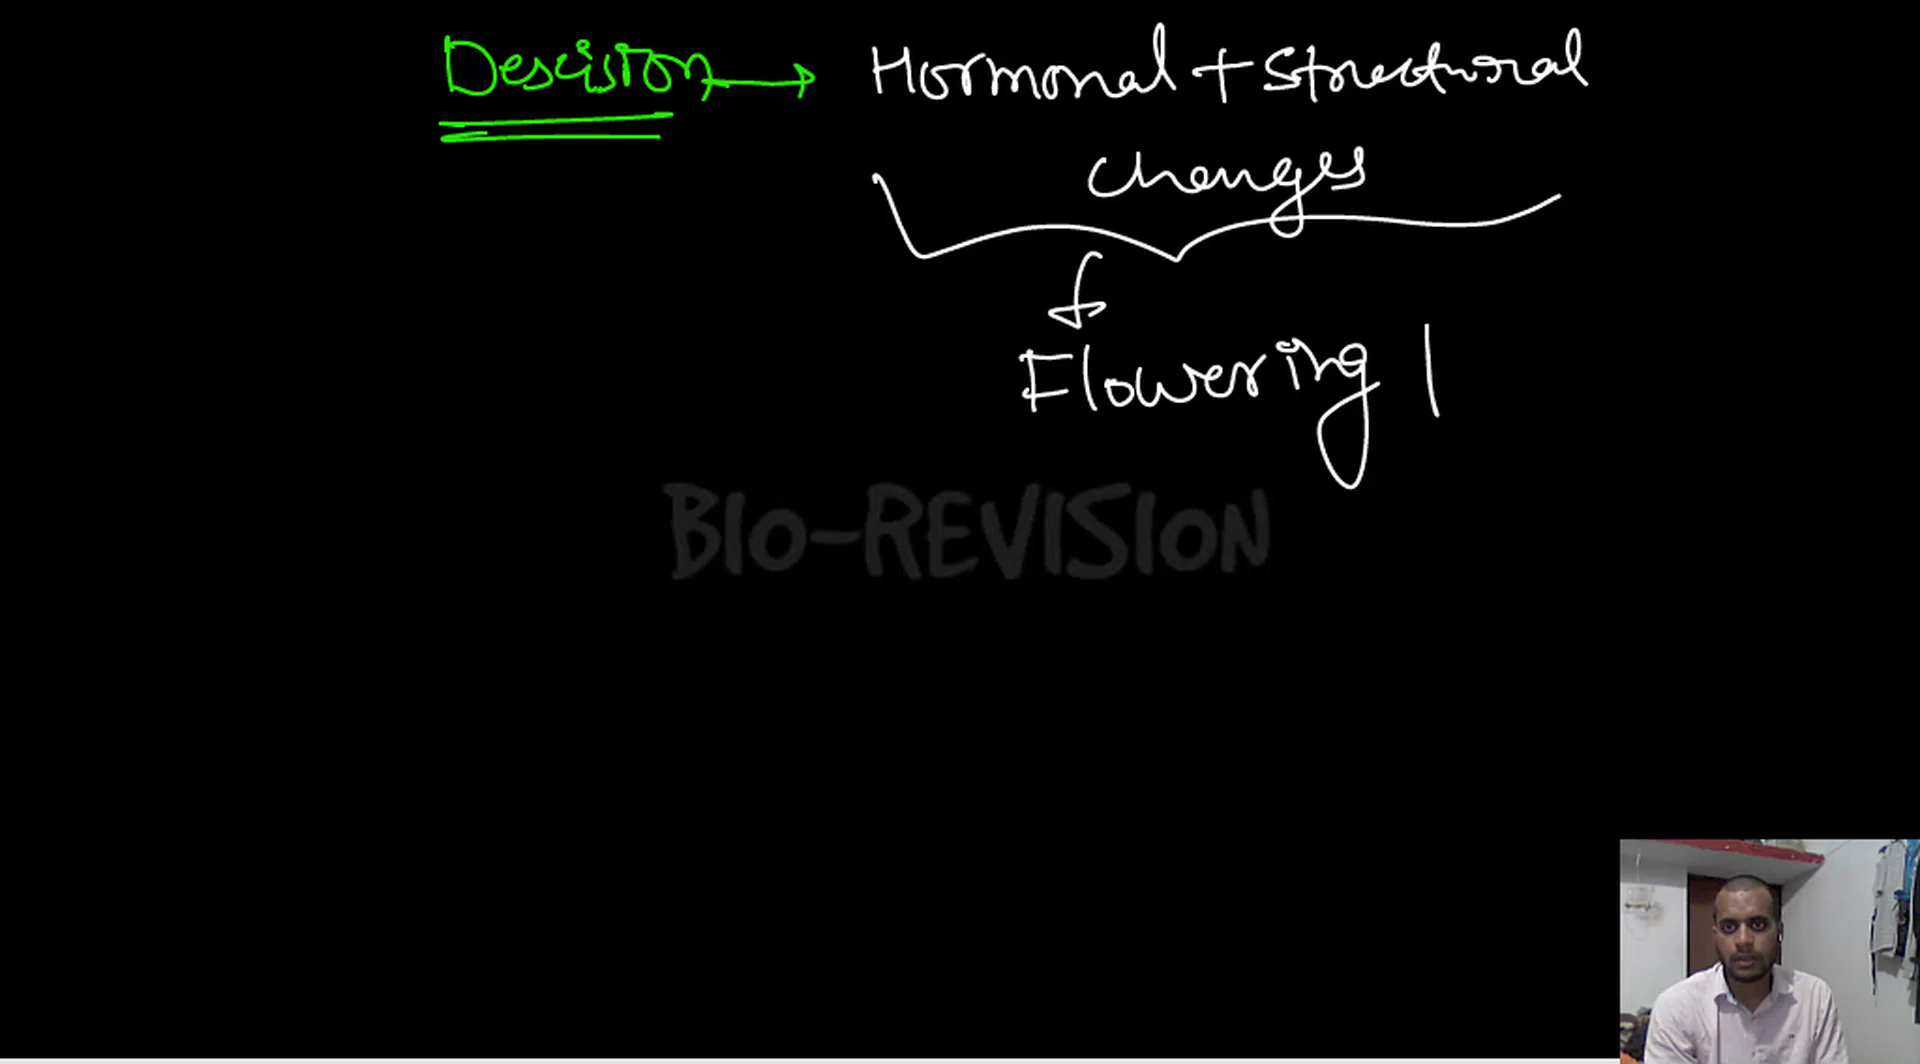 Descision → Hormonal + Structural
changes
Flowering
BIO-REVISION